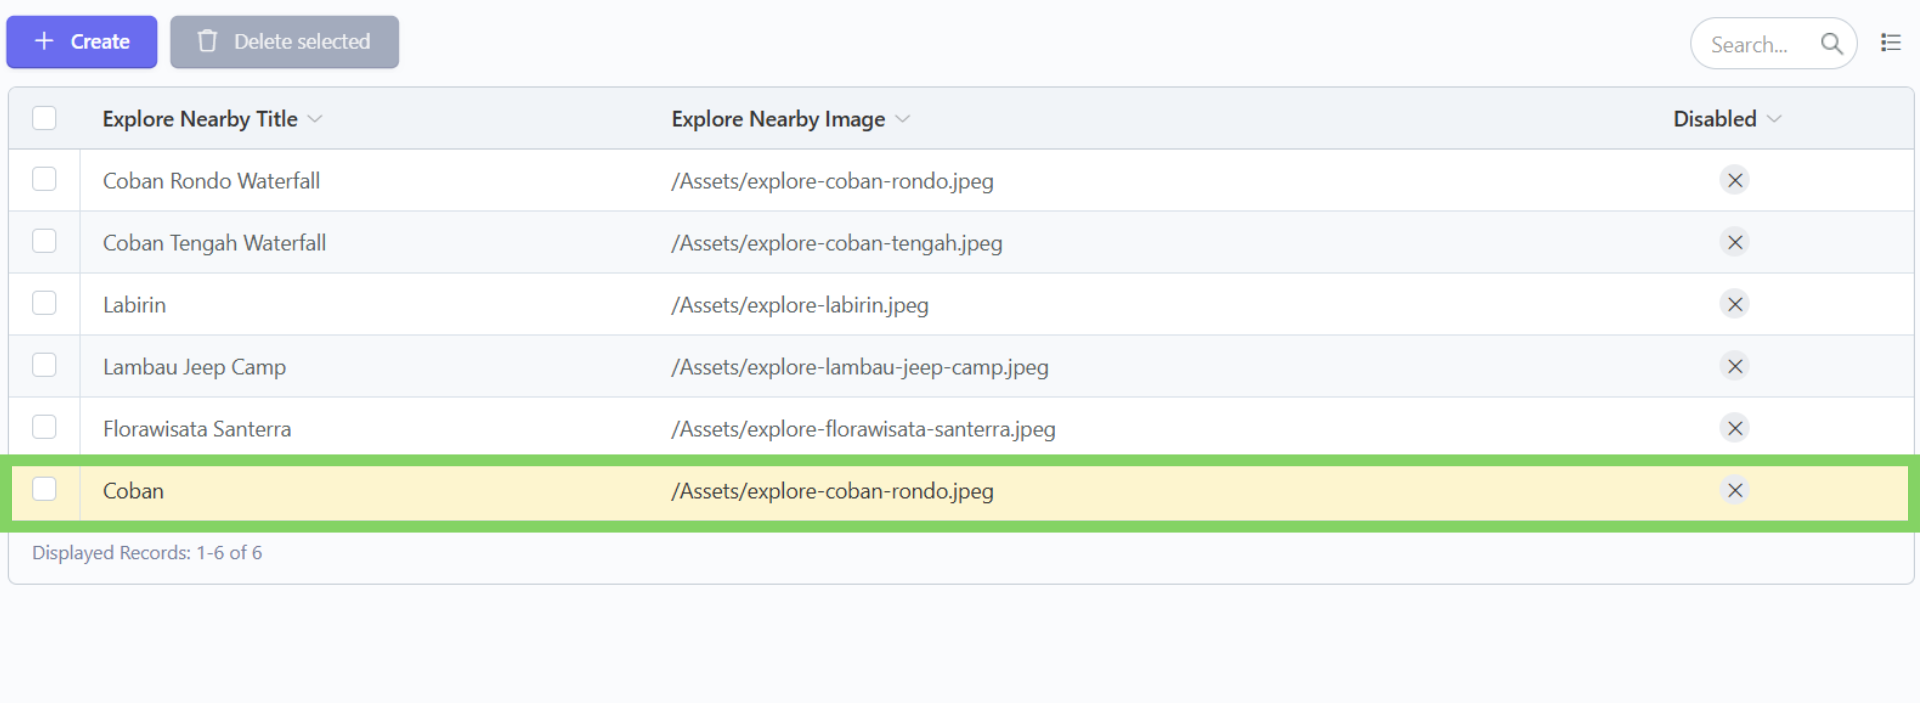 Create Delete selected Search...
Explore Nearby Title Explore Nearby Image Disabled
Coban Rondo Waterfall /Assets/explore-coban-rondo.jpeg
Coban Tengah Waterfall /Assets/explore-coban-tengah.jpeg
Labirin /Assets/explore-labirin.jpeg
Lambau Jeep Camp /Assets/explore-lambau-jeep-camp.jpeg
Florawisata Santerra /Assets/explore-florawisata-santerra.jpeg
Coban /Assets/explore-coban-rondo.jpeg
Displayed Records: 1-6 of 6